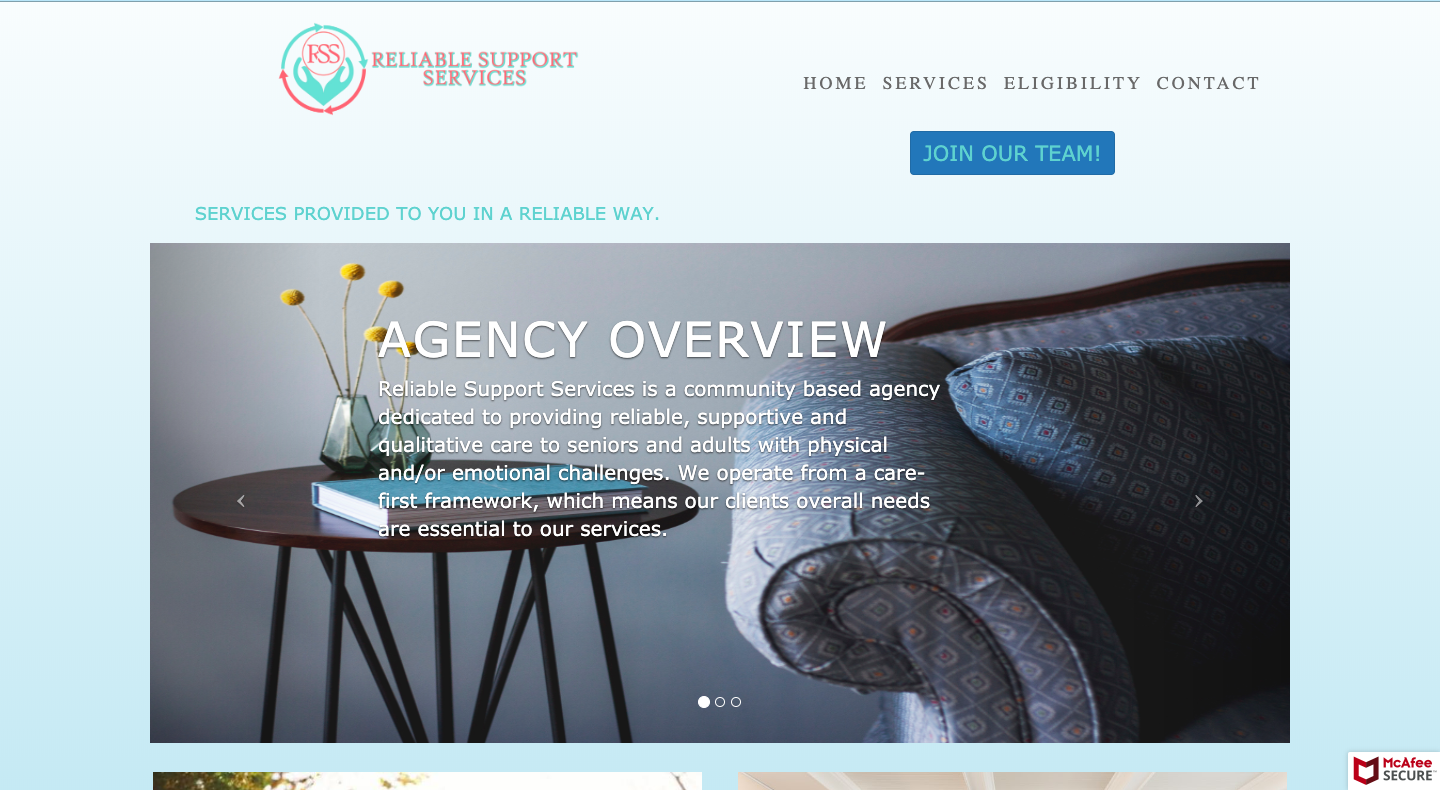 RSS
RELIABLE SUPPORT
SERVICES
HOME SERVICES ELIGIBILITY CONTACT
JOIN OUR TEAM!
SERVICES PROVIDED TO YOU IN A RELIABLE WAY.
AGENCY OVERVIEW
Reliable Support Services is a community based agency
dedicated to providing reliable, supportive and
qualitative care to seniors and adults with physical
and/or emotional challenges. We operate from a care-
first framework, which means our clients overall needs
are essential to our services.
McAfee
SECURE™